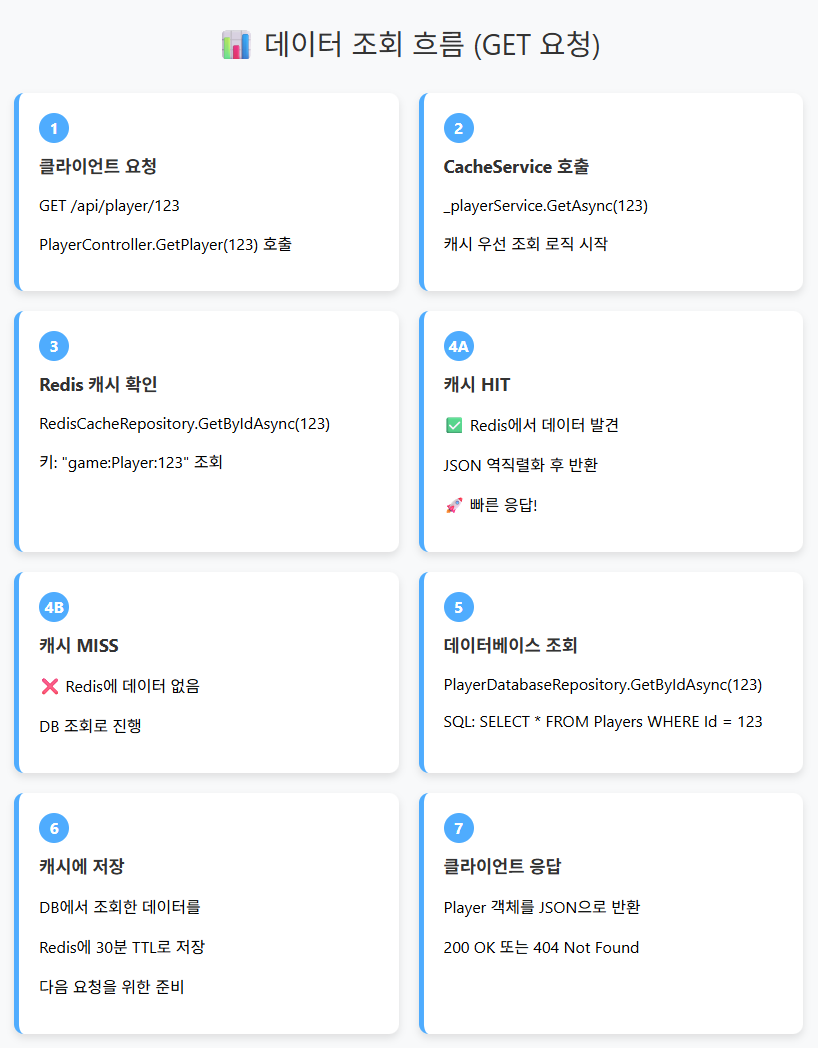 📊 데이터 조회 흐름 (GET 요청)
1
클라이언트 요청
GET /api/player/123
PlayerController.GetPlayer(123) 호출
2
CacheService 호출
_playerService.GetAsync(123)
캐시 우선 조회 로직 시작
3
Redis 캐시 확인
RedisCacheRepository.GetByIdAsync(123)
키: "game:Player:123" 조회
4A
캐시 HIT
✅ Redis에서 데이터 발견
JSON 역직렬화 후 반환
🚀 빠른 응답!
4B
캐시 MISS
❌ Redis에 데이터 없음
DB 조회로 진행
5
데이터베이스 조회
PlayerDatabaseRepository.GetByIdAsync(123)
SQL: SELECT * FROM Players WHERE Id = 123
6
캐시에 저장
DB에서 조회한 데이터를
Redis에 30분 TTL로 저장
다음 요청을 위한 준비
7
클라이언트 응답
Player 객체를 JSON으로 반환
200 OK 또는 404 Not Found